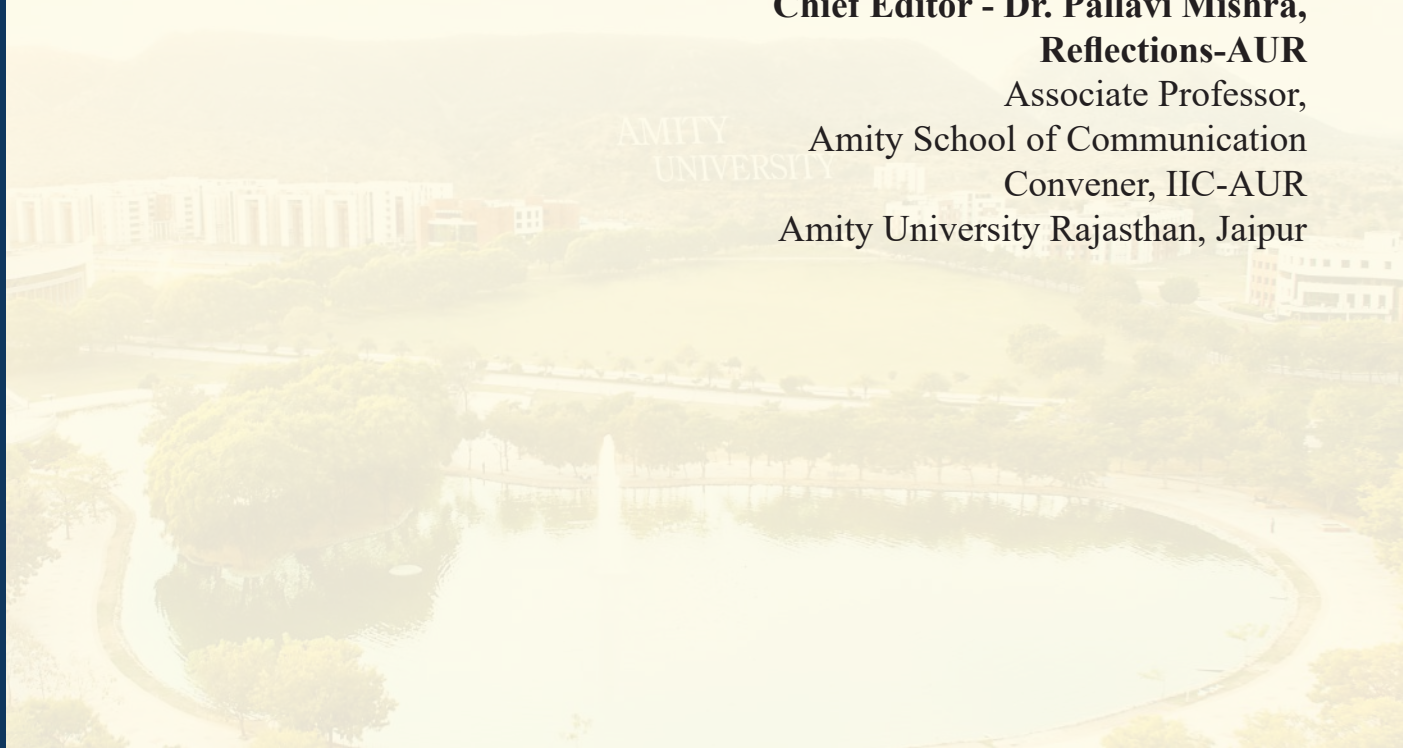 Chief Editor - Dr. Pallavi Mishra,
Reflections-AUR
Associate Professor,
Amity School of Communication
Convener, IIC-AUR
Amity University Rajasthan, Jaipur
AMITY
UNIVERSITY